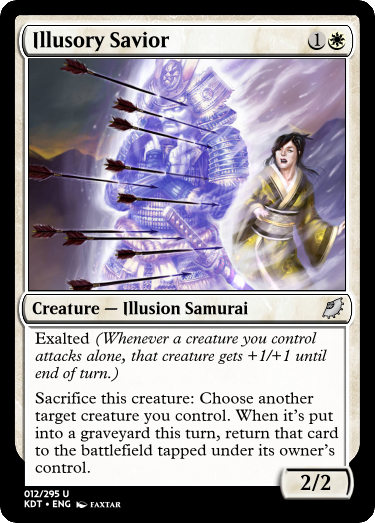 Illusory Savior 1
Creature — Illusion Samurai
Exalted (Whenever a creature you control
attacks alone, that creature gets +1/+1 until
end of turn.)
Sacrifice this creature: Choose another
target creature you control. When it's put
into a graveyard this turn, return that card
to the battlefield tapped under its owner's
control.
2/2
012/295 U
KDT • ENG FAXTAR